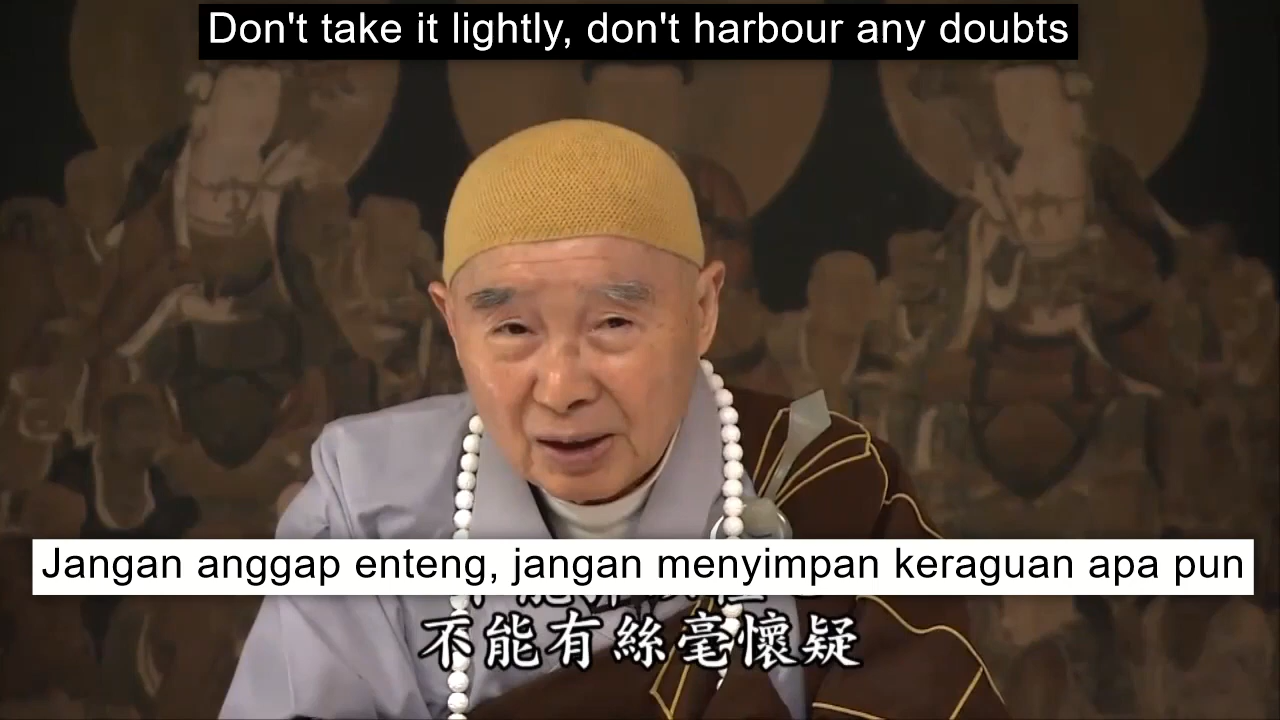 Don't take it lightly, don't harbour any doubts
Jangan anggap enteng, jangan menyimpan keraguan apa pun
不能有絲毫懷疑